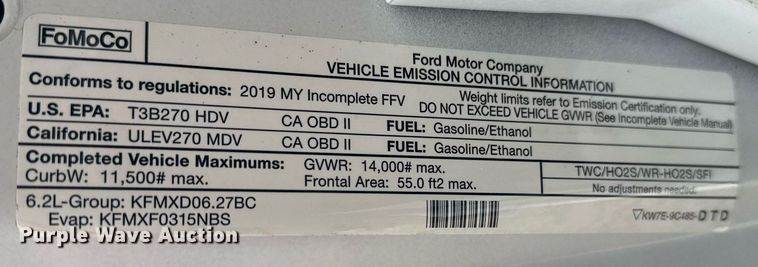 FoMoCo
Ford Motor Company
VEHICLE EMISSION CONTROL INFORMATION
Conforms to regulations: 2019 MY Incomplete FFV
Weight limits refer to Emission Certification only.
DO NOT EXCEED VEHICLE GVWR (See Incomplete Vehicle Manual)
U.S. EPA: T3B270 HDV CA OBD II FUEL: Gasoline/Ethanol
California: ULEV270 MDV CA OBD II FUEL: Gasoline/Ethanol
Completed Vehicle Maximums: GVWR: 14,000# max.
CurbW: 11,500# max. Frontal Area: 55.0 ft2 max.
TWC/HO2S/WR-HO2S/SFI
No adjustments needed.
6.2L-Group: KFMXD06.27BC
Evap: KFMXF0315NBS
KW7E-9C485-DTD
Purple Wave Auction